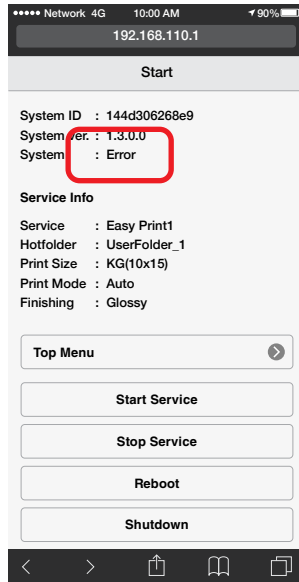 Network 4G 10:00 AM 90%
192.168.110.1
Start
System ID : 144d306268e9
System Ver. : 1.3.0.0
System : Error
Service Info
Service : Easy Print1
Hotfolder : UserFolder_1
Print Size : KG(10x15)
Print Mode : Auto
Finishing : Glossy
Top Menu
Start Service
Stop Service
Reboot
Shutdown